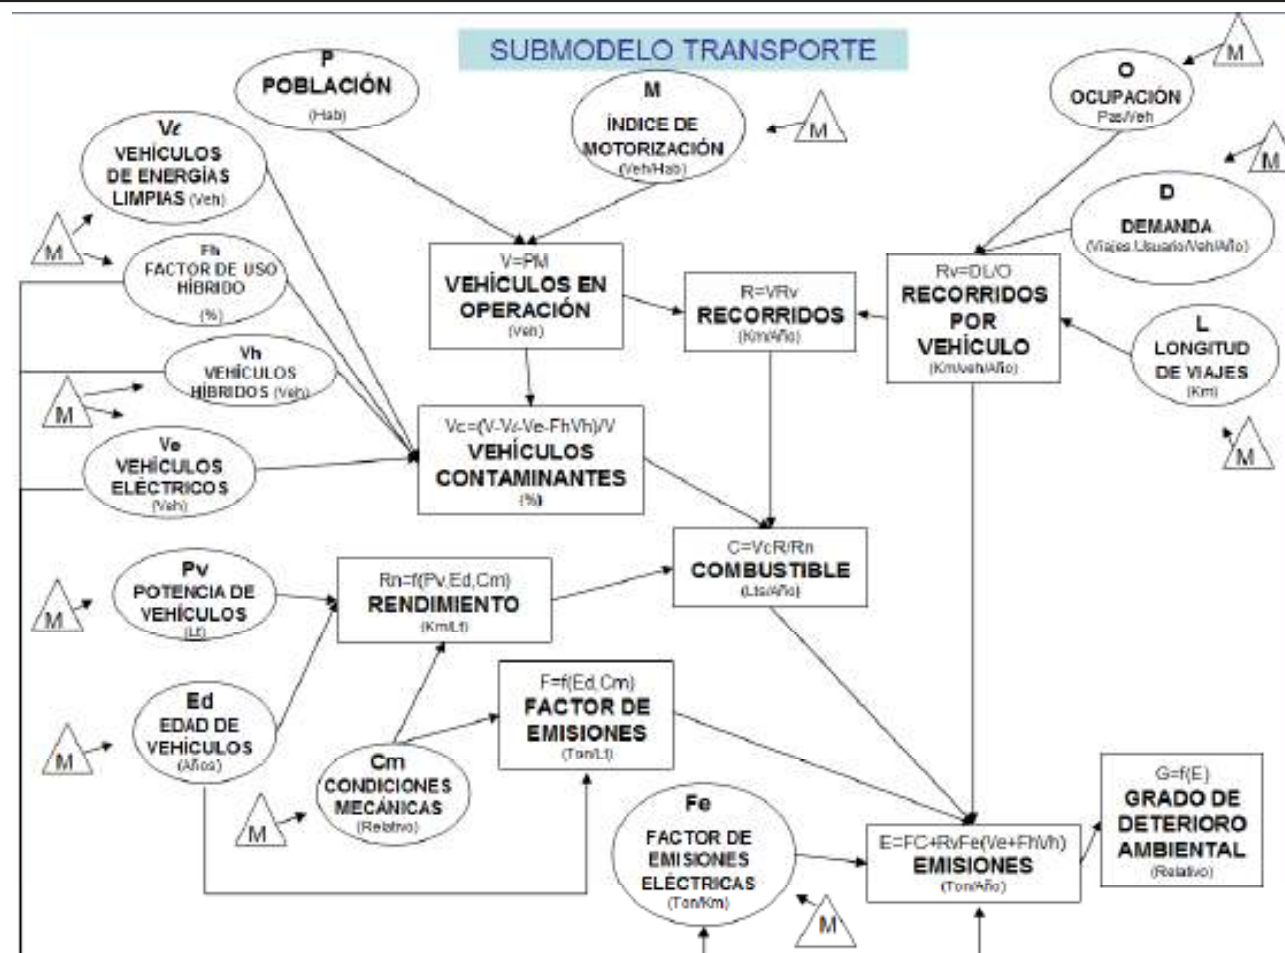 SUBMODELO TRANSPORTE
P
POBLACIÓN
(Hab)
M
ÍNDICE DE
MOTORIZACIÓN
(Veh/Hab)
M
O
OCUPACIÓN
Pas/Veh
M
D
DEMANDA
(Viajes.Usuario/Veh/Año)
M
Vℓ
VEHÍCULOS
DE ENERGÍAS
LIMPIAS (Veh)
M
Fh
FACTOR DE USO
HÍBRIDO
(%)
V=PM
VEHÍCULOS EN
OPERACIÓN
(Veh)
R=VRv
RECORRIDOS
(Km/Año)
Rv=DL/O
RECORRIDOS
POR
VEHÍCULO
(Km/veh/Año)
L
LONGITUD
DE VIAJES
(Km)
M
Vh
VEHÍCULOS
HÍBRIDOS (Veh)
M
Ve
VEHÍCULOS
ELÉCTRICOS
(Veh)
Vc=(V-Vℓ-Ve-FhVh)/V
VEHÍCULOS
CONTAMINANTES
(%)
C=VcR/Rn
COMBUSTIBLE
(Lts/Año)
Pv
POTENCIA DE
VEHÍCULOS
(Lt)
M
Rn=f(Pv,Ed,Cm)
RENDIMIENTO
(Km/Lt)
Ed
EDAD DE
VEHÍCULOS
(Años)
M
F=f(Ed,Cm)
FACTOR DE
EMISIONES
(Ton/Lt)
Cm
CONDICIONES
MECÁNICAS
(Relativo)
M
Fe
FACTOR DE
EMISIONES
ELÉCTRICAS
(Ton/Km)
M
E=FC+RvFe(Ve+FhVh)
EMISIONES
(Ton/Año)
G=f(E)
GRADO DE
DETERIORO
AMBIENTAL
(Relativo)